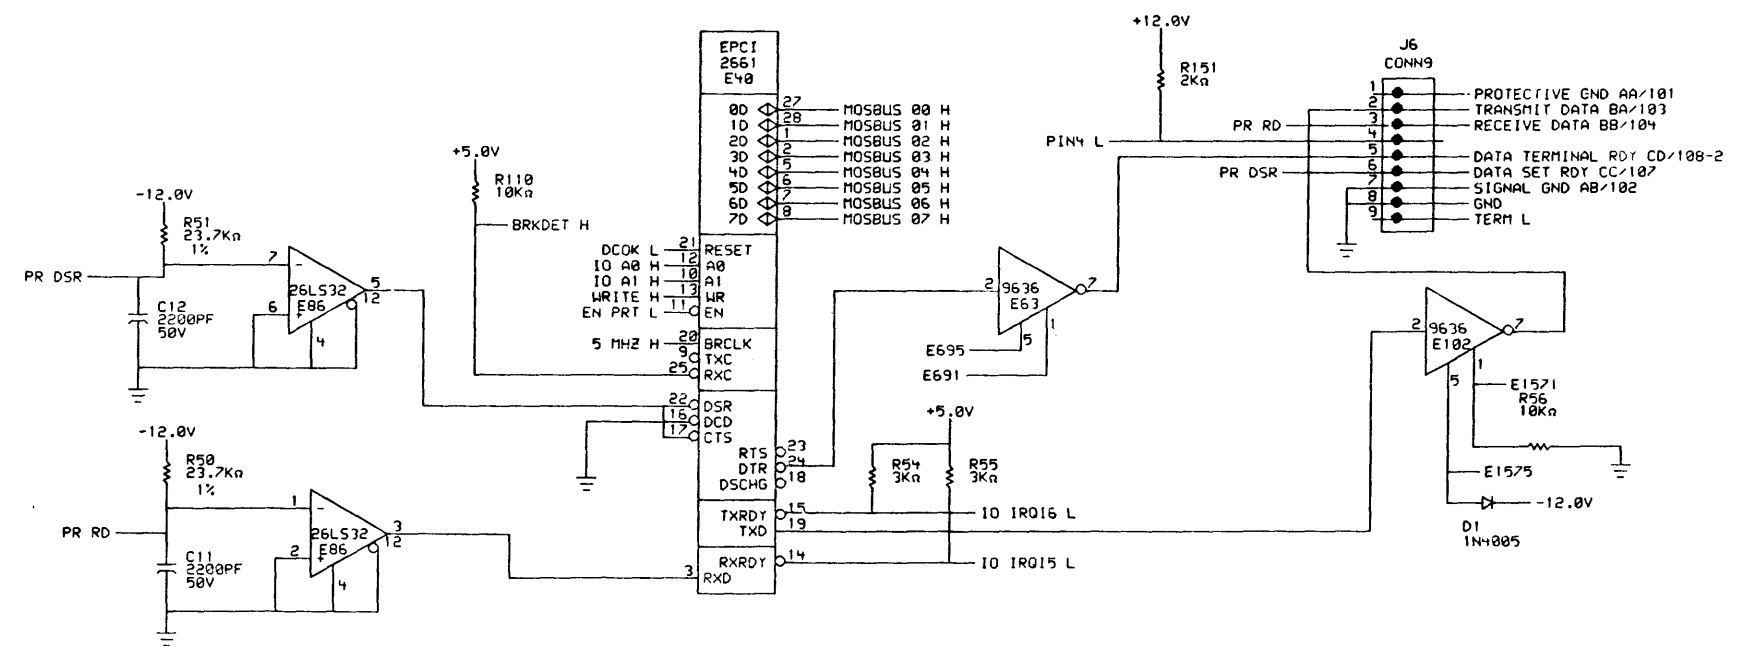 +12.0V
R151
2KΩ
J6
CONN9
1 PROTECTIVE GND AA/101
2 TRANSMIT DATA BA/103
PR RD 3 RECEIVE DATA BB/104
PIN4 L 4
5 DATA TERMINAL RDY CD/108-2
PR DSR 6 DATA SET RDY CC/107
7 SIGNAL GND AB/102
8 GND
9 TERM L
EPCI
2661
E40
0D 27 MOSBUS 00 H
1D 28 MOSBUS 01 H
2D 1 MOSBUS 02 H
3D 2 MOSBUS 03 H
4D 5 MOSBUS 04 H
5D 6 MOSBUS 05 H
6D 7 MOSBUS 06 H
7D 8 MOSBUS 07 H
+5.0V
R110
10KΩ
BRKDET H
DCOK L 21 RESET
IO A0 H 12 A0
IO A1 H 10 A1
WRITE H 13 WR
EN PRT L 11 EN
5 MHZ H 20 BRCLK
9 TXC
25 RXC
22 DSR
16 DCD
17 CTS
RTS 23
DTR 24
DSCHG 18
TXRDY 15 IO IRQ16 L
TXD 19
RXRDY 14 IO IRQ15 L
3 RXD
-12.0V
R51
23.7KΩ
1%
PR DSR
7 -
26LS32
E86
5
12
6 +
4
C12
2200PF
50V
-12.0V
R50
23.7KΩ
1%
PR RD
1 -
26LS32
E86
3
12
2 +
4
C11
2200PF
50V
2 9636 7
E63
5
1
E695
E691
+5.0V
R54
3KΩ
R55
3KΩ
2 9636 7
E102
5
1
E1571
R56
10KΩ
E1575
-12.0V
D1
1N4005